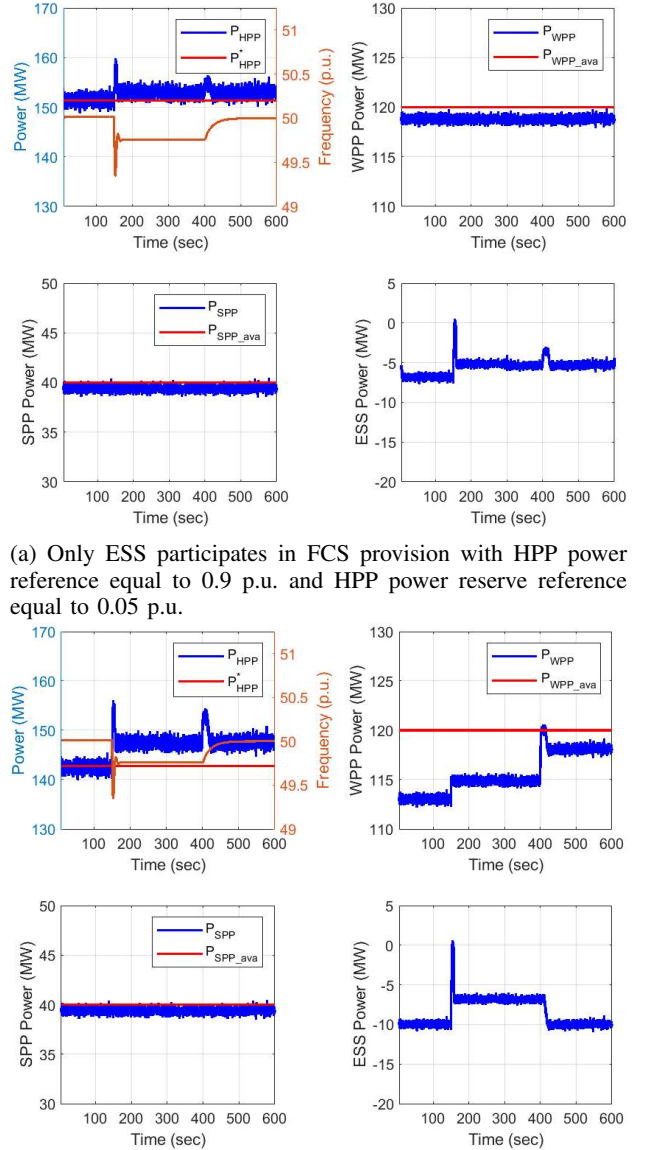 P_HPP
P*_HPP
Power (MW)
170
160
150
140
130
Frequency (p.u.)
51
50.5
50
49.5
49
100 200 300 400 500 600
Time (sec)
P_WPP
P_WPP_ava
WPP Power (MW)
130
125
120
115
110
0 100 200 300 400 500 600
Time (sec)
P_SPP
P_SPP_ava
SPP Power (MW)
50
45
40
35
30
100 200 300 400 500 600
Time (sec)
ESS Power (MW)
5
0
-5
-10
-15
-20
100 200 300 400 500 600
Time (sec)
(a) Only ESS participates in FCS provision with HPP power
reference equal to 0.9 p.u. and HPP power reserve reference
equal to 0.05 p.u.
P_HPP
P*_HPP
Power (MW)
170
160
150
140
130
Frequency (p.u.)
51
50.5
50
49.5
49
100 200 300 400 500 600
Time (sec)
P_WPP
P_WPP_ava
WPP Power (MW)
130
125
120
115
110
100 200 300 400 500 600
Time (sec)
P_SPP
P_SPP_ava
SPP Power (MW)
50
45
40
35
30
100 200 300 400 500 600
Time (sec)
ESS Power (MW)
5
0
-5
-10
-15
-20
100 200 300 400 500 600
Time (sec)